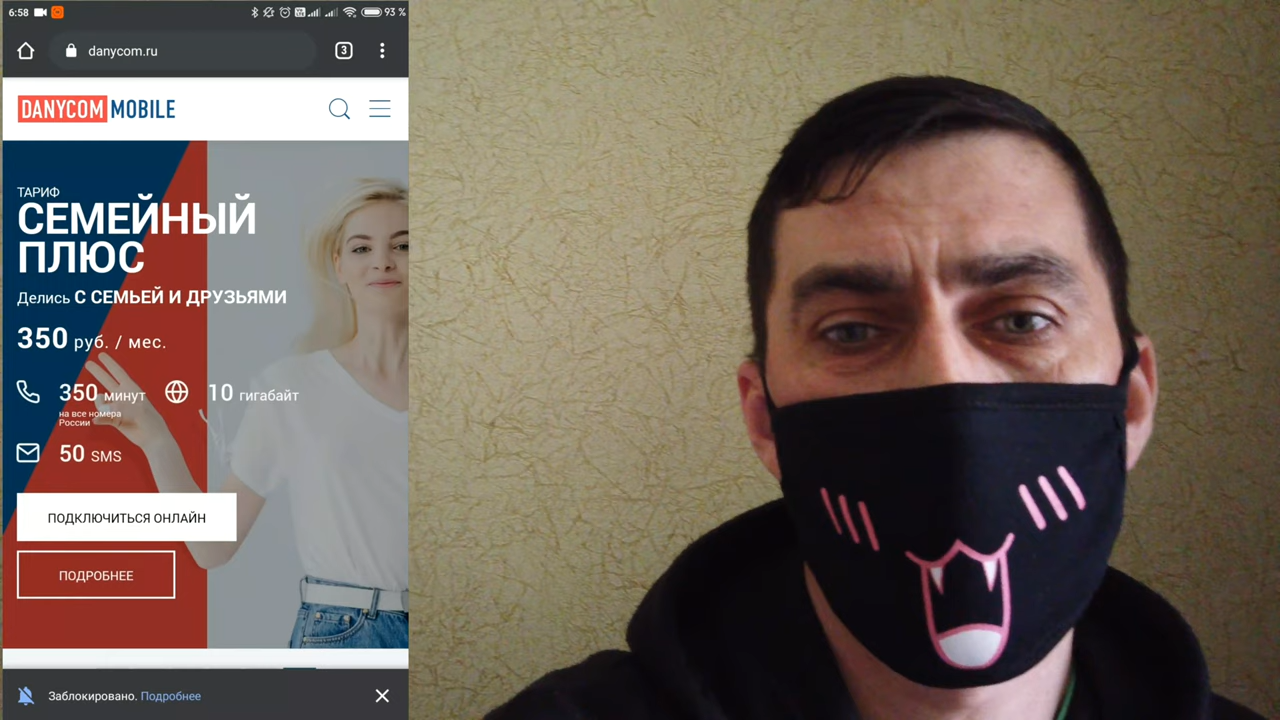 6:58
93 %
danycom.ru
3
DANYCOM MOBILE
ТАРИФ
СЕМЕЙНЫЙ
ПЛЮС
Делись С СЕМЬЕЙ И ДРУЗЬЯМИ
350 руб. / мес.
350 минут 10 гигабайт
на все номера
России
50 SMS
ПОДКЛЮЧИТЬСЯ ОНЛАЙН
ПОДРОБНЕЕ
Заблокировано. Подробнее